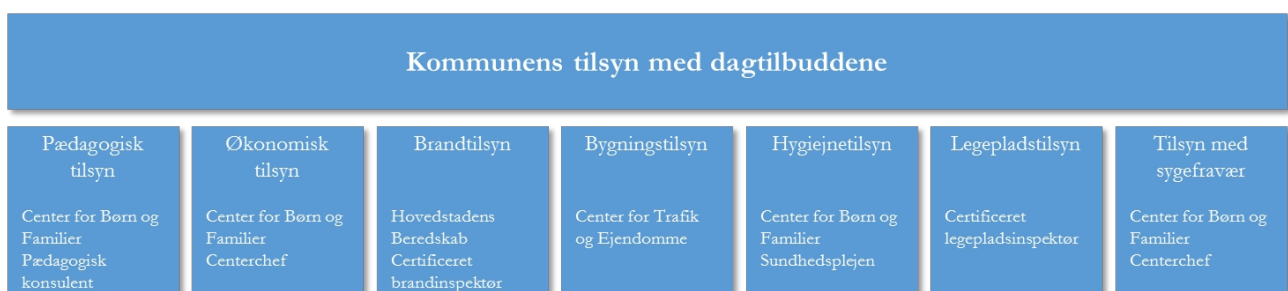 Kommunens tilsyn med dagtilbuddene
Pædagogisk
tilsyn
Center for Børn og
Familier
Pædagogisk
konsulent
Økonomisk
tilsyn
Center for Børn og
Familier
Centerchef
Brandtilsyn
Hovedstadens
Beredskab
Certificeret
brandinspektør
Bygningstilsyn
Center for Trafik
og Ejendomme
Hygiejnetilsyn
Center for Børn og
Familier
Sundhedsplejen
Legepladstilsyn
Certificeret
legepladsinspektør
Tilsyn med
sygefravær
Center for Børn og
Familier
Centerchef